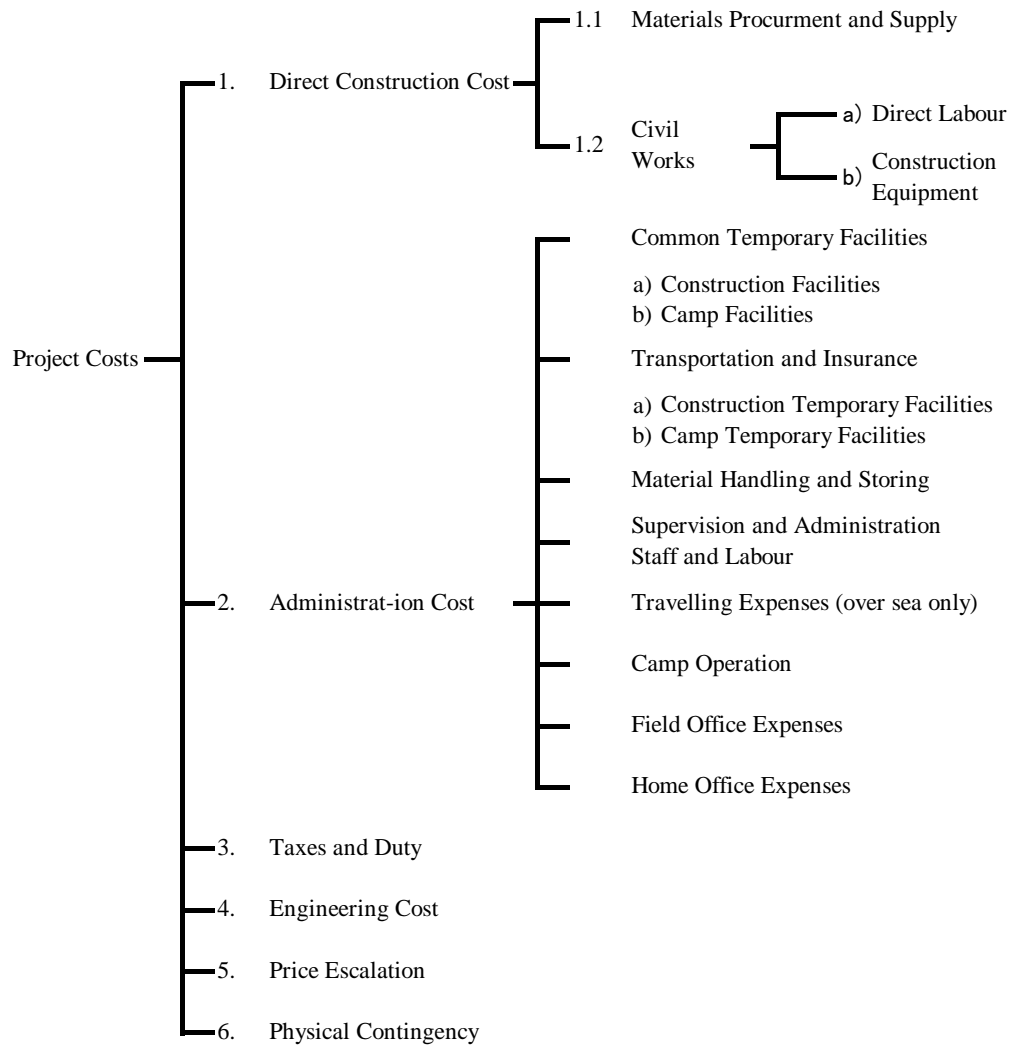 1.1 Materials Procurment and Supply
1. Direct Construction Cost
a) Direct Labour
1.2 Civil
Works
b) Construction
Equipment
Common Temporary Facilities
a) Construction Facilities
b) Camp Facilities
Project Costs
Transportation and Insurance
a) Construction Temporary Facilities
b) Camp Temporary Facilities
Material Handling and Storing
Supervision and Administration
Staff and Labour
2. Administrat-ion Cost
Travelling Expenses (over sea only)
Camp Operation
Field Office Expenses
Home Office Expenses
3. Taxes and Duty
4. Engineering Cost
5. Price Escalation
6. Physical Contingency